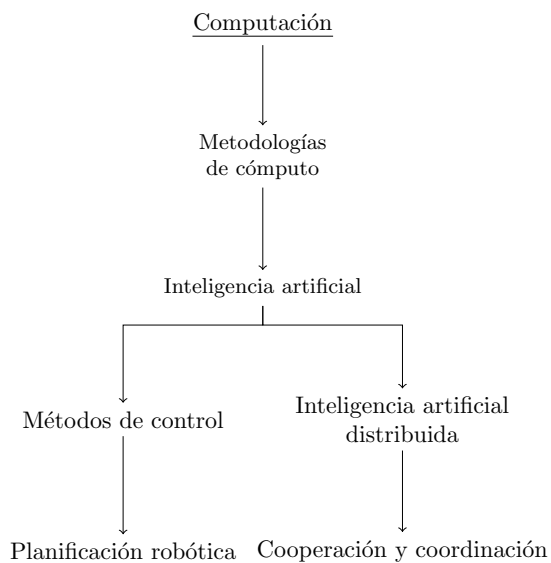 Computación
Metodologías
de cómputo
Inteligencia artificial
Métodos de control
Inteligencia artificial
distribuida
Planificación robótica
Cooperación y coordinación